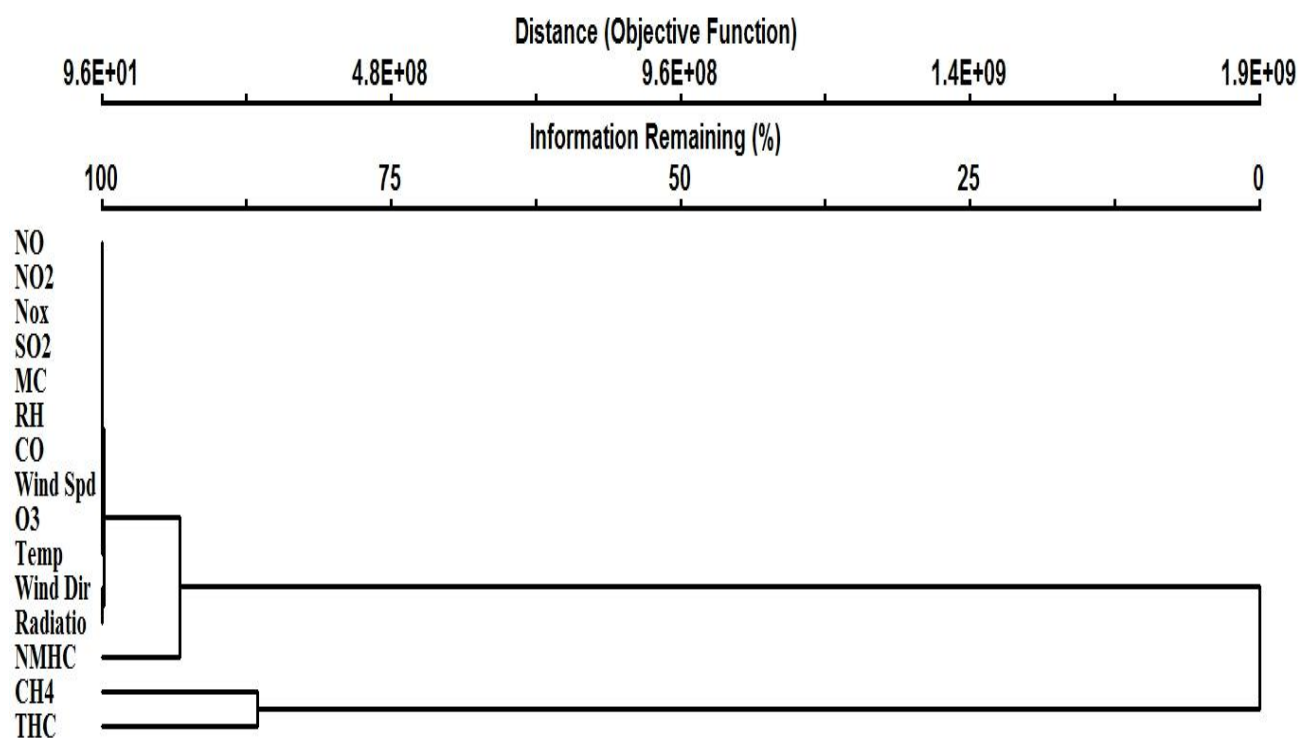 Distance (Objective Function)
9.6E+01 4.8E+08 9.6E+08 1.4E+09 1.9E+09
Information Remaining (%)
100 75 50 25 0
NO
NO2
Nox
SO2
MC
RH
CO
Wind Spd
O3
Temp
Wind Dir
Radiatio
NMHC
CH4
THC